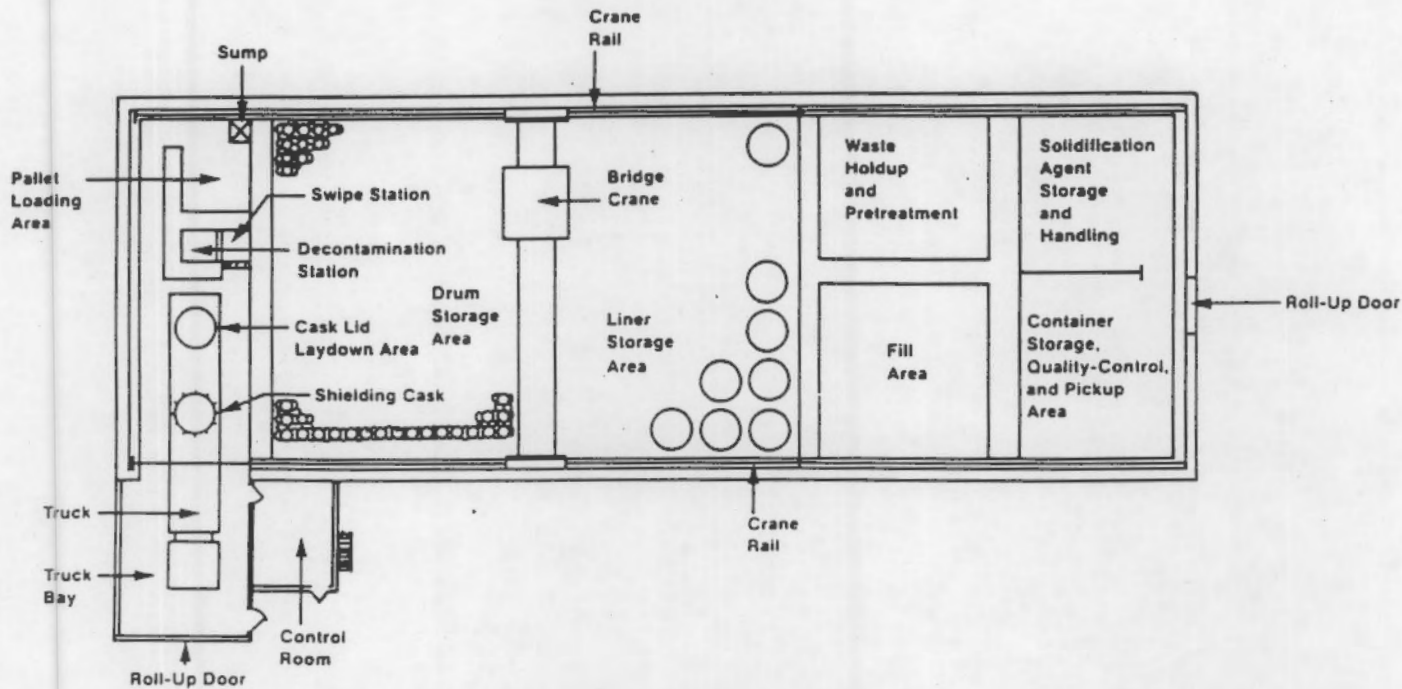 Crane
Rail
Sump
Pallet
Loading
Area
Swipe Station
Decontamination
Station
Cask Lid
Laydown Area
Shielding Cask
Drum
Storage
Area
Bridge
Crane
Liner
Storage
Area
Waste
Holdup
and
Pretreatment
Solidification
Agent
Storage
and
Handling
Fill
Area
Container
Storage,
Quality-Control,
and Pickup
Area
Roll-Up Door
Truck
Truck
Bay
Control
Room
Crane
Rail
Roll-Up Door